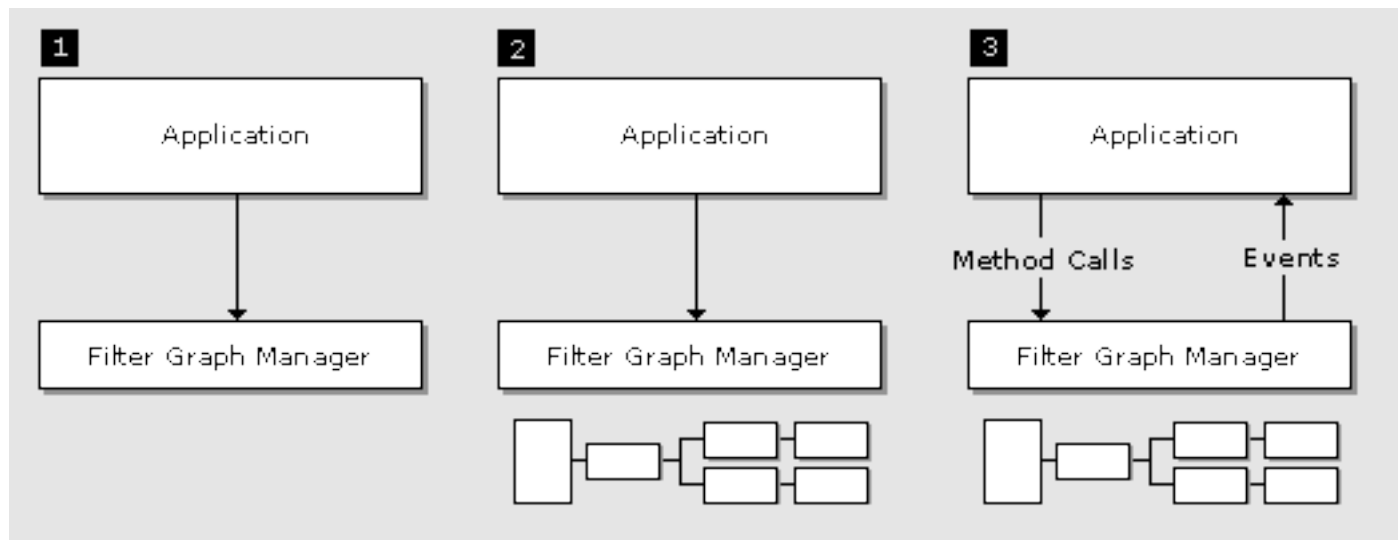 1
Application
Filter Graph Manager
2
Application
Filter Graph Manager
3
Application
Method Calls
Events
Filter Graph Manager